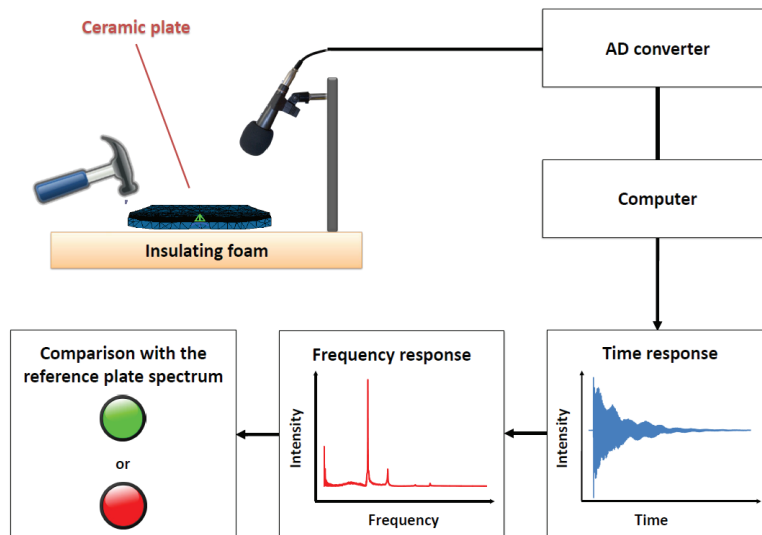 Ceramic plate
AD converter
Computer
Insulating foam
Comparison with the
reference plate spectrum
or
Frequency response
Intensity
Frequency
Time response
Intensity
Time